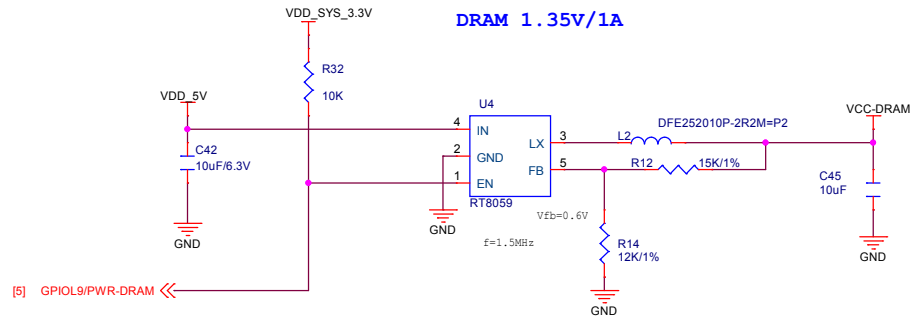 VDD_SYS_3.3V
DRAM 1.35V/1A
R32
10K
VDD_5V
U4
DFE252010P-2R2M=P2
VCC-DRAM
4
IN
LX
3
L2
C42
10uF/6.3V
2
GND
FB
5
R12
15K/1%
1
EN
C45
10uF
RT8059
Vfb=0.6V
GND
GND
f=1.5MHz
R14
12K/1%
GND
[5] GPIOL9/PWR-DRAM
GND